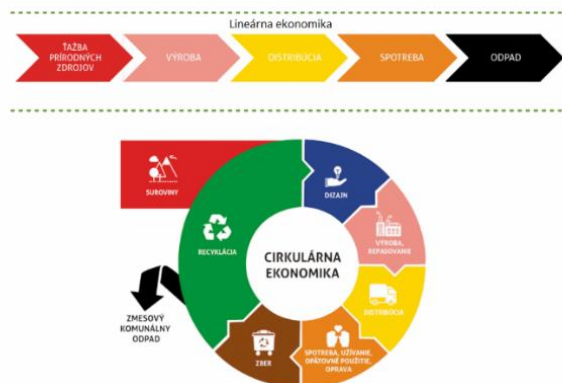 Lineárna ekonomika
ŤAŽBA
PRÍRODNÝCH
ZDROJOV
VÝROBA
DISTRIBÚCIA
SPOTREBA
ODPAD
SUROVINY
DIZAJN
RECYKLÁCIA
CIRKULÁRNA
EKONOMIKA
VÝROBA,
REPASOVANIE
DISTRIBÚCIA
ZMESOVÝ
KOMUNÁLNY
ODPAD
ZBER
SPOTREBA, UŽÍVANIE,
OPÄTOVNÉ POUŽITIE,
OPRAVA